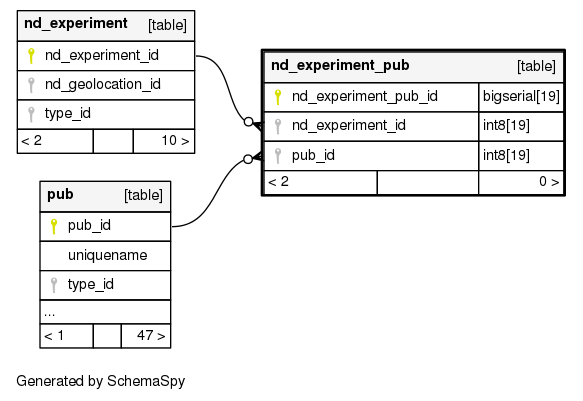 nd_experiment [table]
nd_experiment_id
nd_geolocation_id
type_id
< 2 10 >
nd_experiment_pub [table]
nd_experiment_pub_id bigserial[19]
nd_experiment_id int8[19]
pub_id int8[19]
< 2 0 >
pub [table]
pub_id
uniquename
type_id
...
< 1 47 >
Generated by SchemaSpy